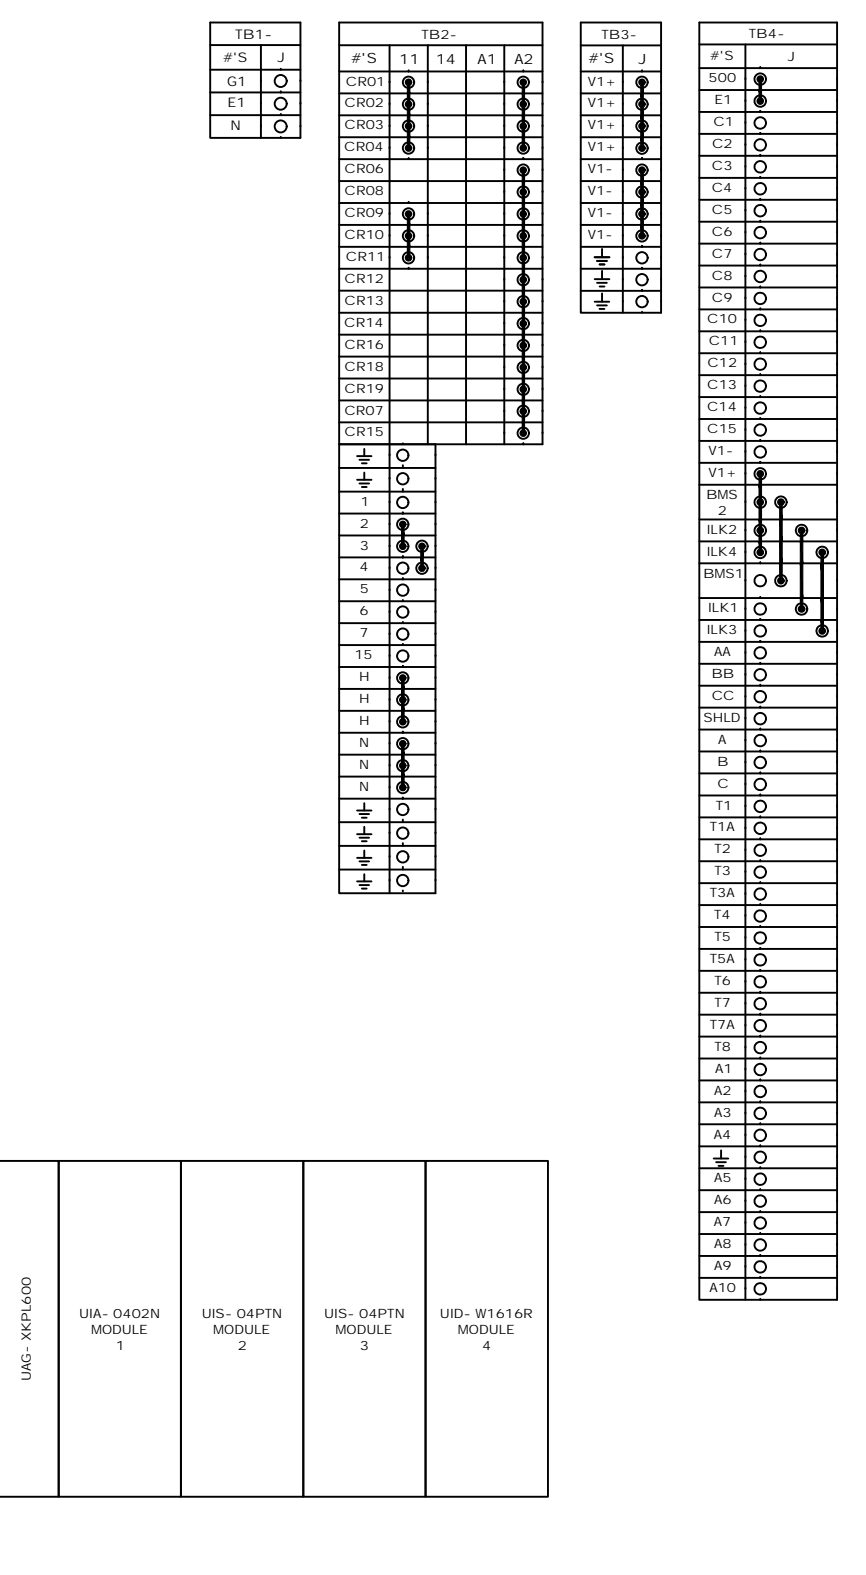 TB1-
#'S J
G1
E1
N
TB2-
#'S 11 14 A1 A2
CR01
CR02
CR03
CR04
CR06
CR08
CR09
CR10
CR11
CR12
CR13
CR14
CR16
CR18
CR19
CR07
CR15
1
2
3
4
5
6
7
15
H
H
H
N
N
N
TB3-
#'S J
V1+
V1+
V1+
V1+
V1-
V1-
V1-
V1-
TB4-
#'S J
500
E1
C1
C2
C3
C4
C5
C6
C7
C8
C9
C10
C11
C12
C13
C14
C15
V1-
V1+
BMS
2
ILK2
ILK4
BMS1
ILK1
ILK3
AA
BB
CC
SHLD
A
B
C
T1
T1A
T2
T3
T3A
T4
T5
T5A
T6
T7
T7A
T8
A1
A2
A3
A4
A5
A6
A7
A8
A9
A10
UAG-XKPL600
UIA-0402N
MODULE
1
UIS-04PTN
MODULE
2
UIS-04PTN
MODULE
3
UID-W1616R
MODULE
4